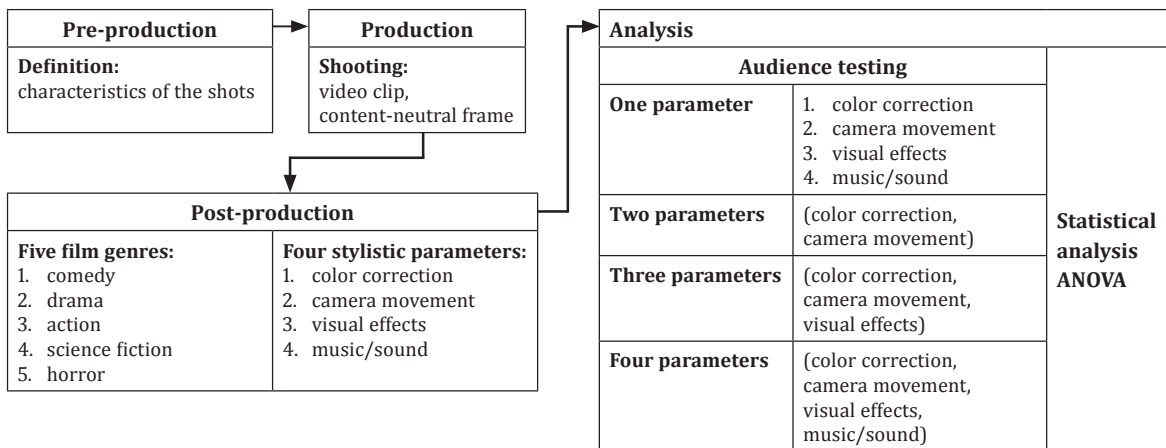 Pre-production
Definition:
characteristics of the shots
Production
Shooting:
video clip,
content-neutral frame
Post-production
Five film genres:
1. comedy
2. drama
3. action
4. science fiction
5. horror
Four stylistic parameters:
1. color correction
2. camera movement
3. visual effects
4. music/sound
Analysis
Audience testing
One parameter
1. color correction
2. camera movement
3. visual effects
4. music/sound
Two parameters
(color correction,
camera movement)
Three parameters
(color correction,
camera movement,
visual effects)
Four parameters
(color correction,
camera movement,
visual effects,
music/sound)
Statistical
analysis
ANOVA